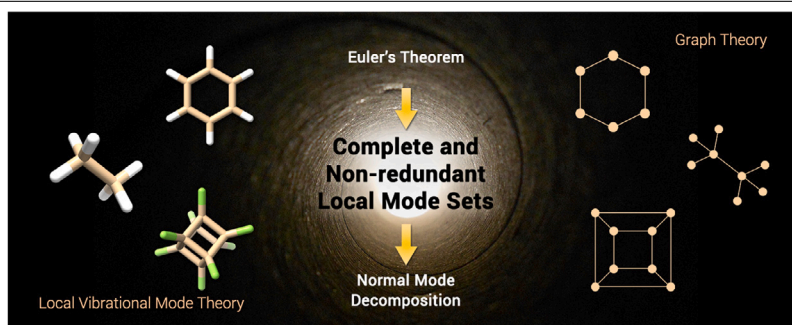 Graph Theory
Euler's Theorem
Complete and
Non-redundant
Local Mode Sets
Normal Mode
Decomposition
Local Vibrational Mode Theory